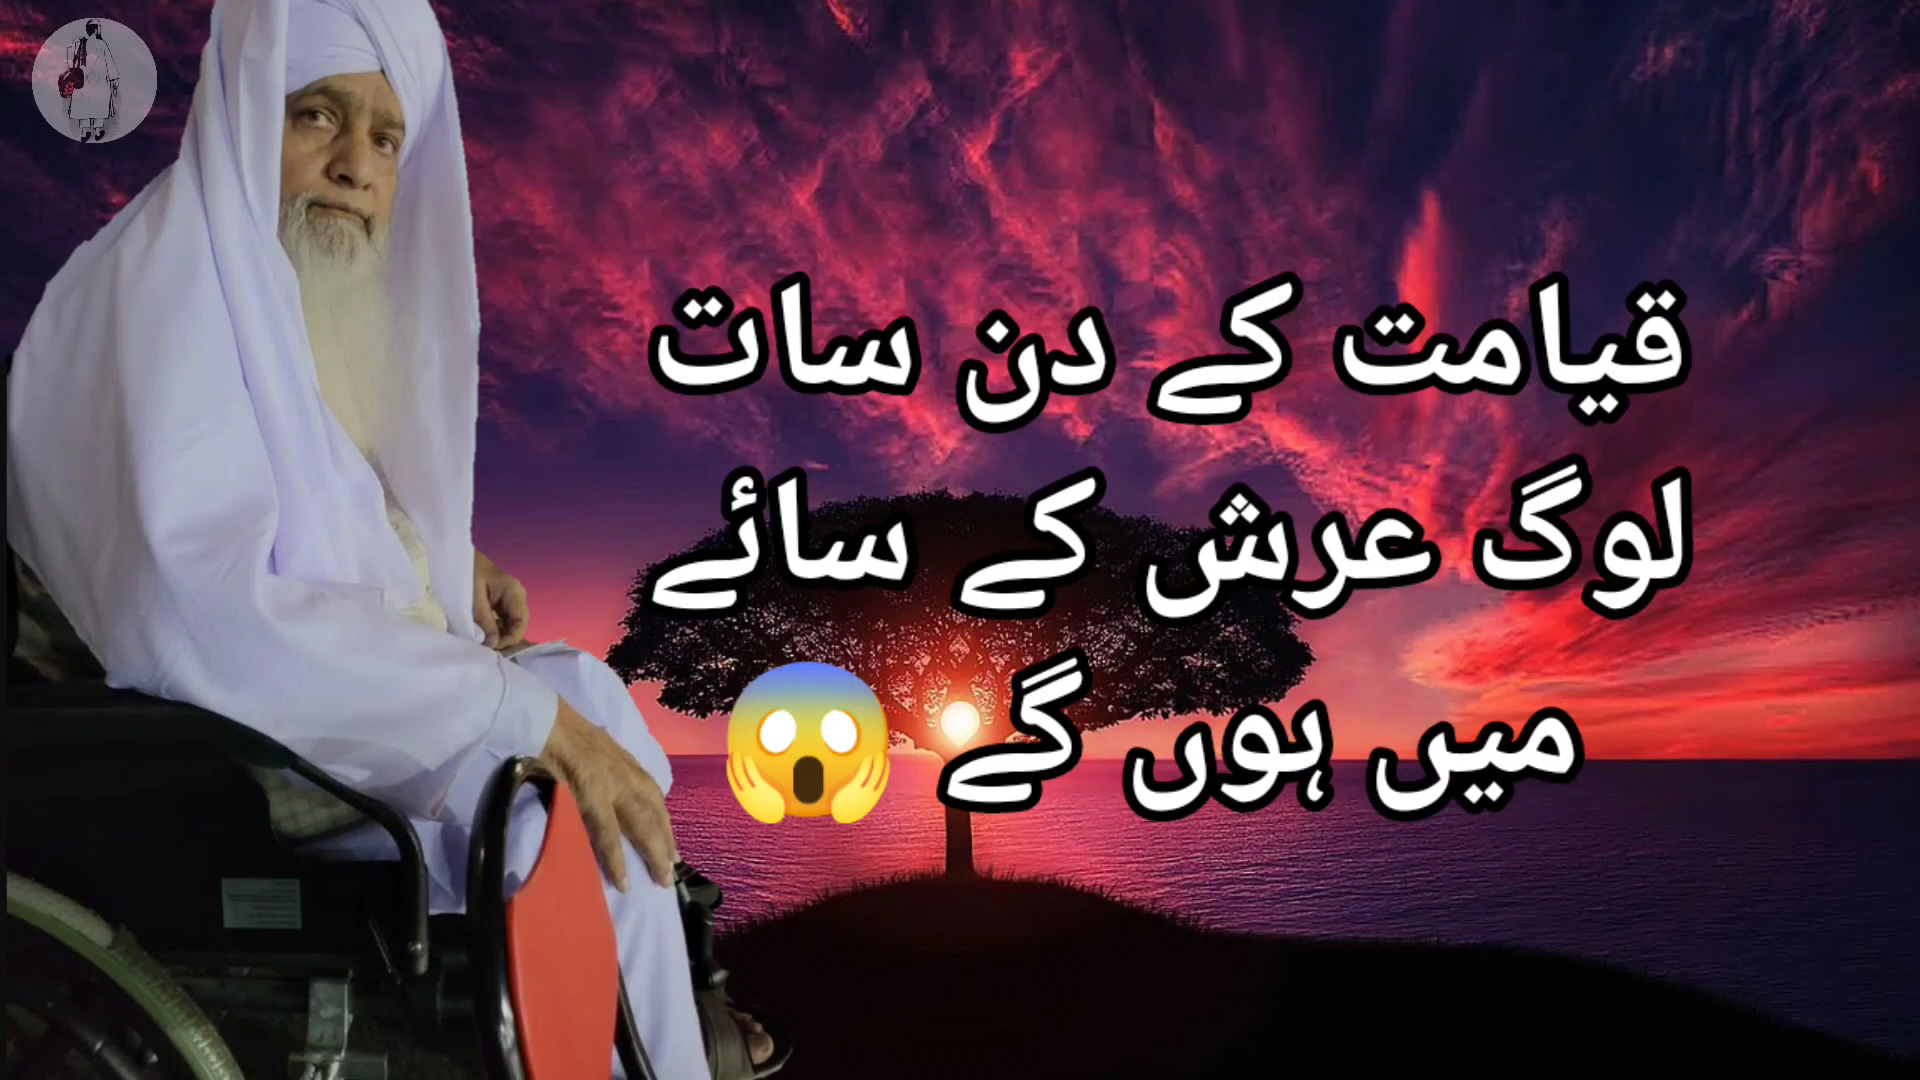 قیامت کے دن سات
لوگ عرش کے سائے
میں ہوں گے 😱